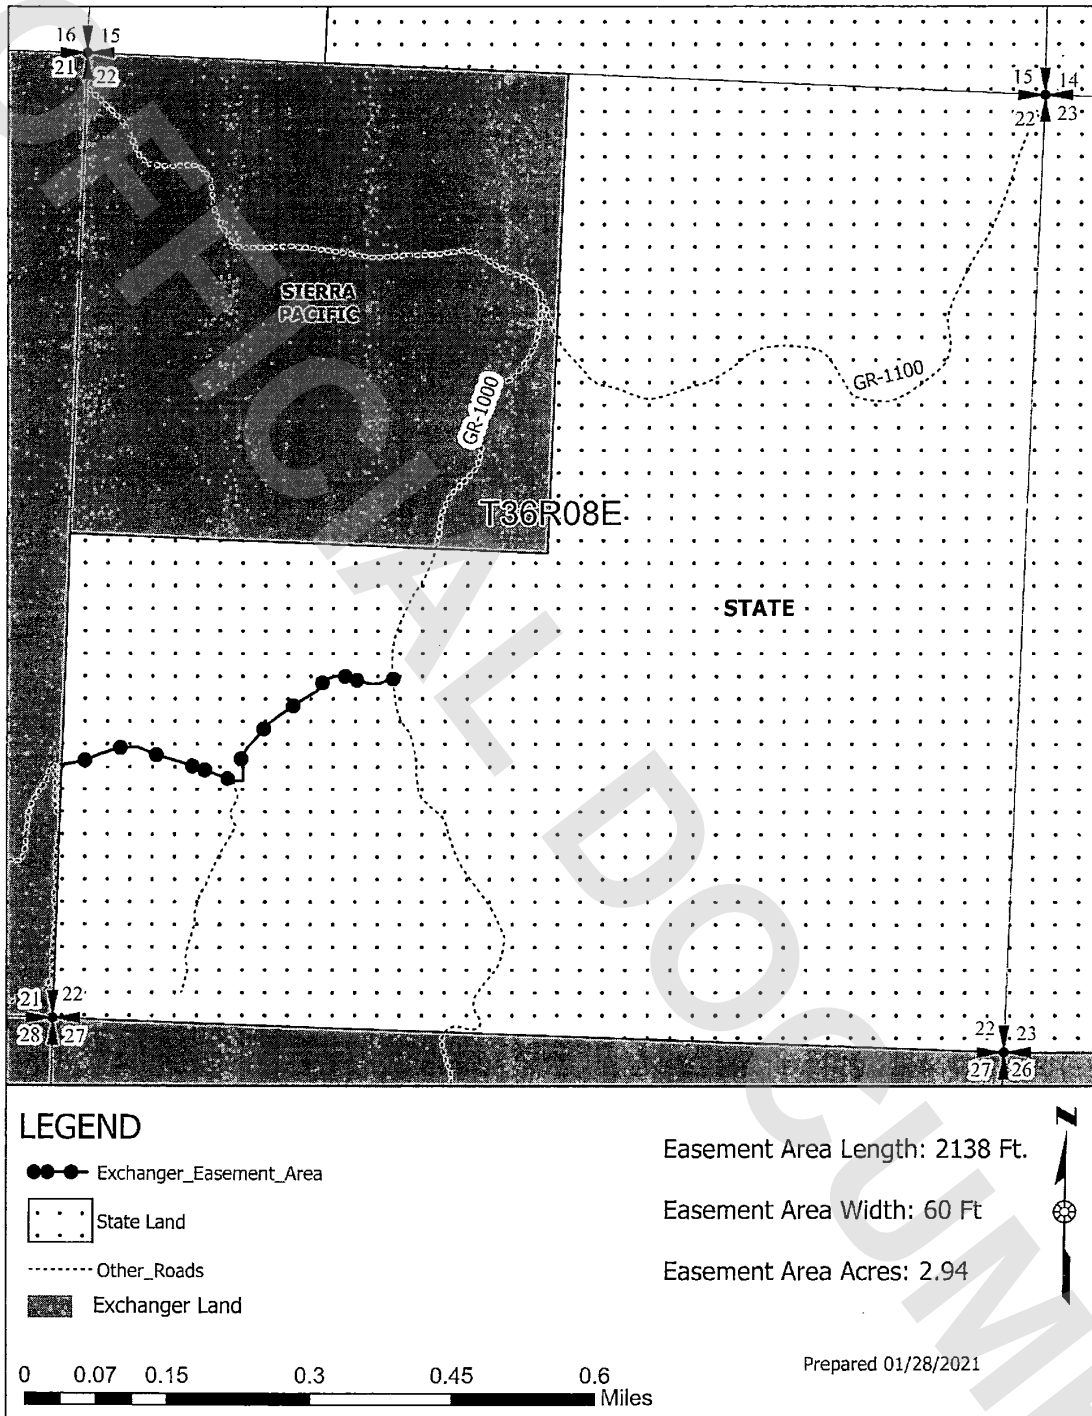 16 15
21 22
15 14
22 23
SIERRA
PACIFIC
GR-1000
GR-1100
T36R08E
STATE
21 22
28 27
22 23
27 26
LEGEND
Exchanger_Easement_Area
State Land
Other_Roads
Exchanger Land
Easement Area Length: 2138 Ft.
Easement Area Width: 60 Ft
Easement Area Acres: 2.94
N
0 0.07 0.15 0.3 0.45 0.6
Miles
Prepared 01/28/2021
OFFICIAL DOCUM